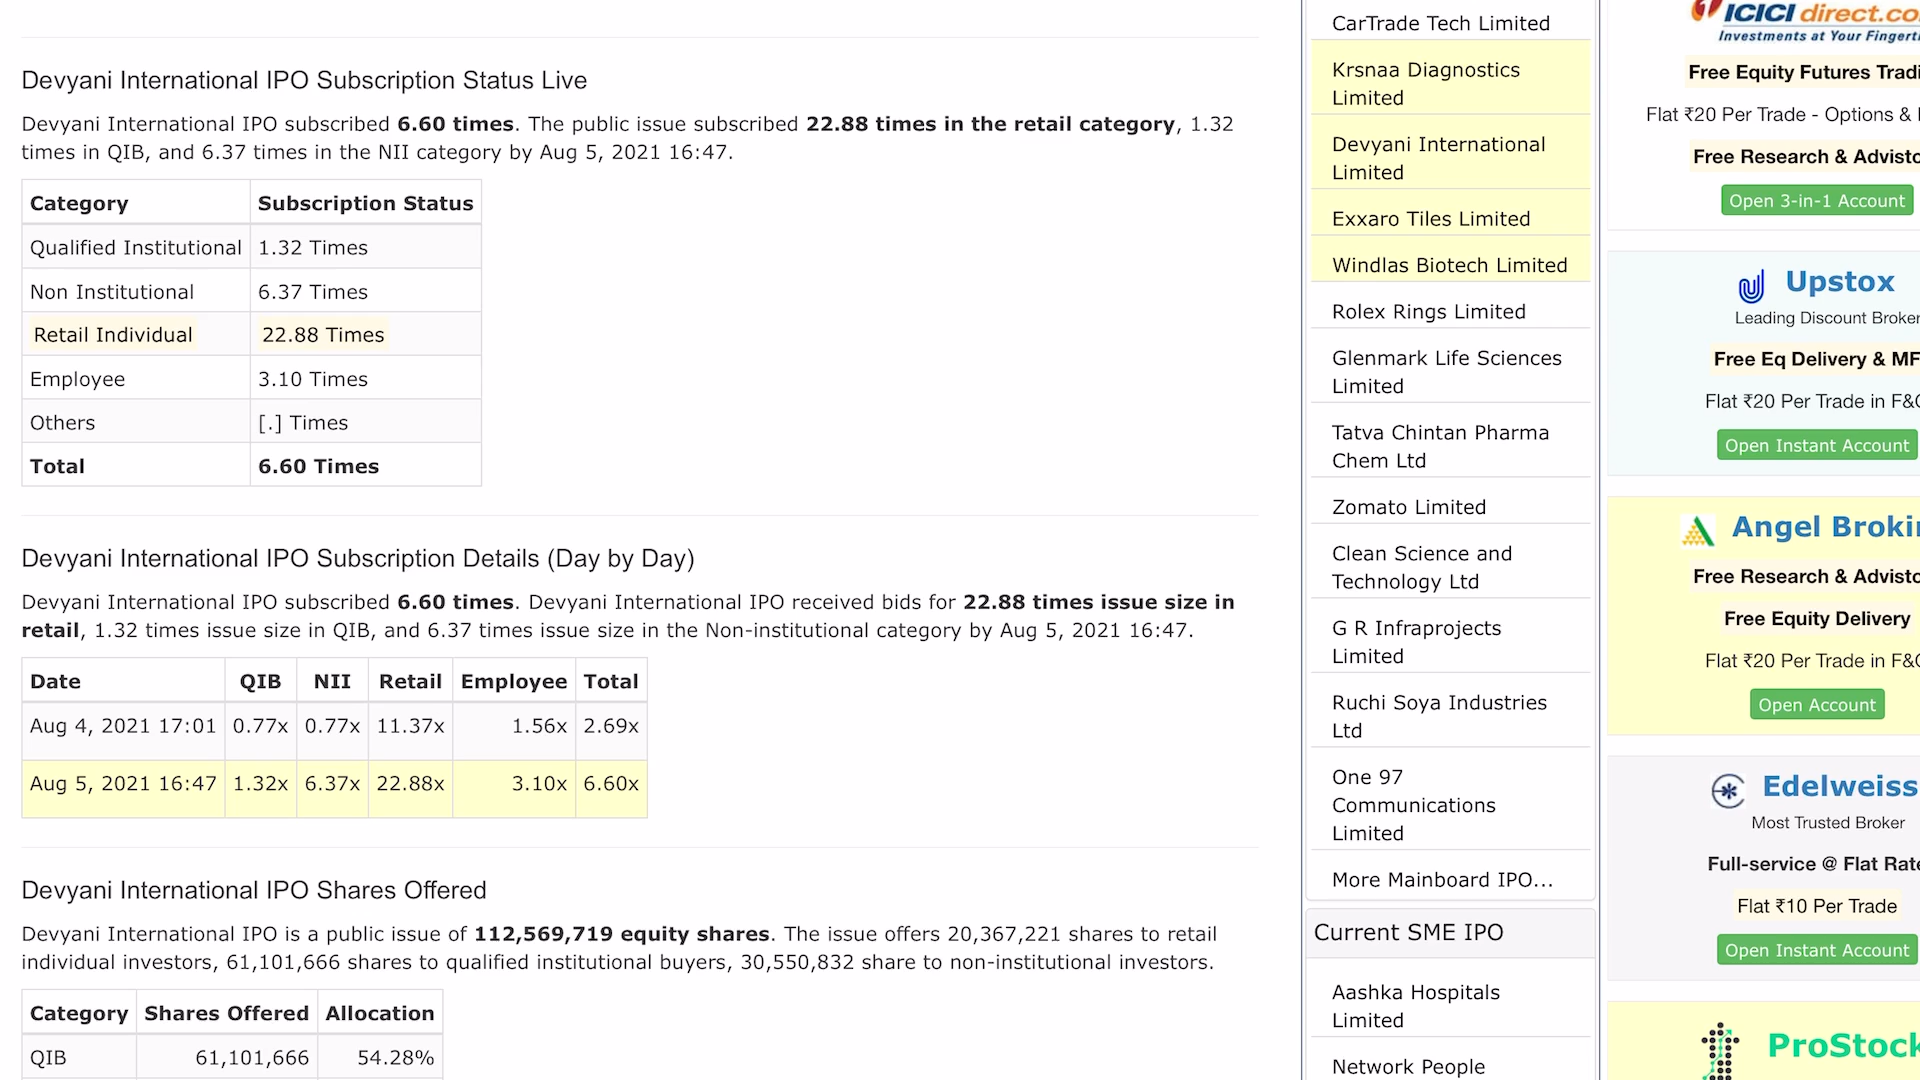 Devyani International IPO Subscription Status Live
Devyani International IPO subscribed 6.60 times. The public issue subscribed 22.88 times in the retail category, 1.32
times in QIB, and 6.37 times in the NII category by Aug 5, 2021 16:47.
Category Subscription Status
Qualified Institutional 1.32 Times
Non Institutional 6.37 Times
Retail Individual 22.88 Times
Employee 3.10 Times
Others [.] Times
Total 6.60 Times
Devyani International IPO Subscription Details (Day by Day)
Devyani International IPO subscribed 6.60 times. Devyani International IPO received bids for 22.88 times issue size in
retail, 1.32 times issue size in QIB, and 6.37 times issue size in the Non-institutional category by Aug 5, 2021 16:47.
Date QIB NII Retail Employee Total
Aug 4, 2021 17:01 0.77x 0.77x 11.37x 1.56x 2.69x
Aug 5, 2021 16:47 1.32x 6.37x 22.88x 3.10x 6.60x
Devyani International IPO Shares Offered
Devyani International IPO is a public issue of 112,569,719 equity shares. The issue offers 20,367,221 shares to retail
individual investors, 61,101,666 shares to qualified institutional buyers, 30,550,832 share to non-institutional investors.
Category Shares Offered Allocation
QIB 61,101,666 54.28%
CarTrade Tech Limited
Krsnaa Diagnostics
Limited
Devyani International
Limited
Exxaro Tiles Limited
Windlas Biotech Limited
Rolex Rings Limited
Glenmark Life Sciences
Limited
Tatva Chintan Pharma
Chem Ltd
Zomato Limited
Clean Science and
Technology Ltd
G R Infraprojects
Limited
Ruchi Soya Industries
Ltd
One 97
Communications
Limited
More Mainboard IPO...
Current SME IPO
Aashka Hospitals
Limited
Network People
ICICI direct.co
Investments at Your Fingert
Free Equity Futures Tradi
Flat ₹20 Per Trade - Options &
Free Research & Advisto
Open 3-in-1 Account
Upstox
Leading Discount Broker
Free Eq Delivery & MF
Flat ₹20 Per Trade in F&
Open Instant Account
Angel Brokin
Free Research & Advisto
Free Equity Delivery
Flat ₹20 Per Trade in F&
Open Account
Edelweiss
Most Trusted Broker
Full-service @ Flat Rate
Flat ₹10 Per Trade
Open Instant Account
ProStock